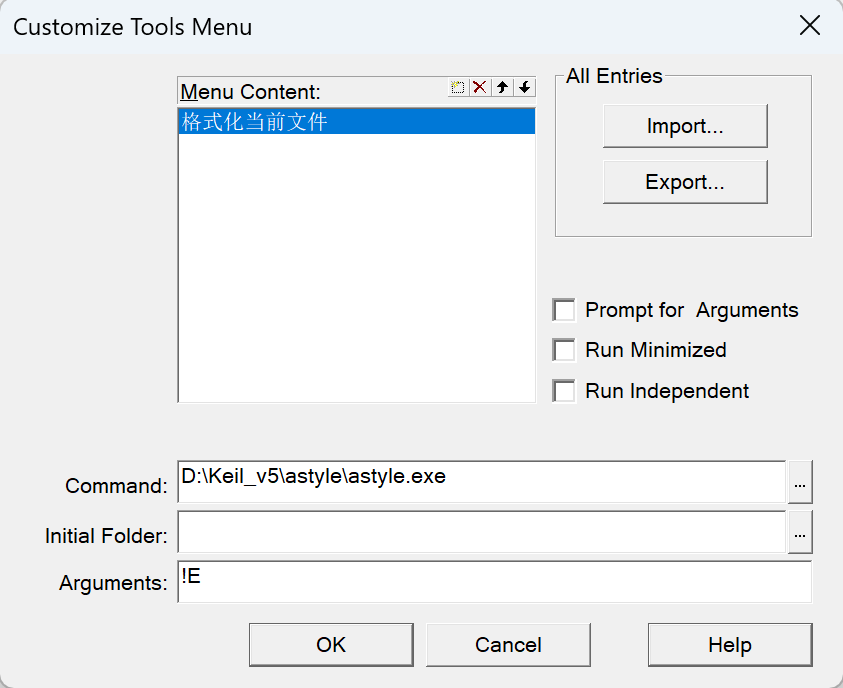 Customize Tools Menu
Menu Content:
格式化当前文件
All Entries
Import...
Export...
Prompt for  Arguments
Run Minimized
Run Independent
Command:
D:\Keil_v5\astyle\astyle.exe
...
Initial Folder:
...
Arguments:
!E
OK
Cancel
Help